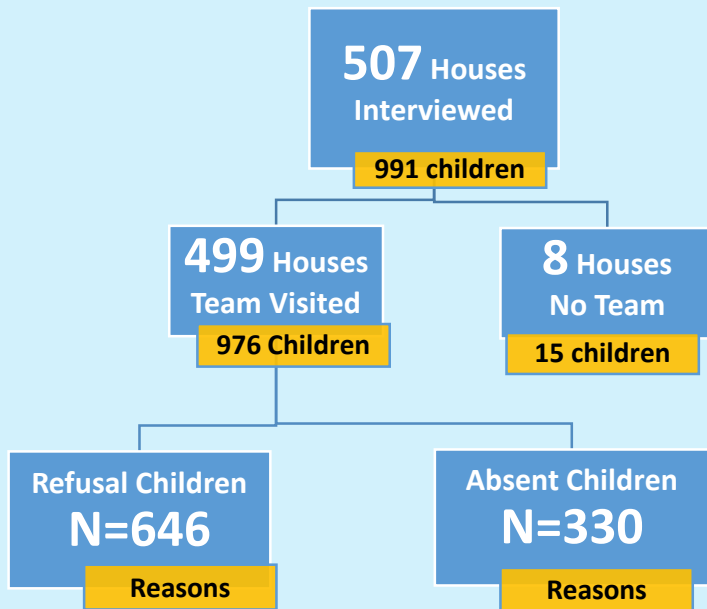 507 Houses
Interviewed
991 children
499 Houses
Team Visited
976 Children
8 Houses
No Team
15 children
Refusal Children
N=646
Reasons
Absent Children
N=330
Reasons